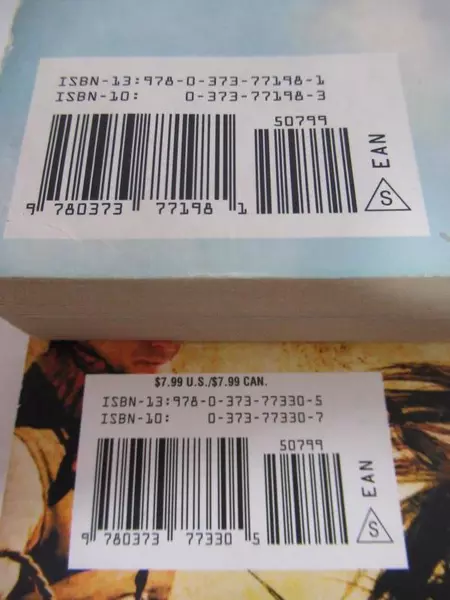 ISBN-13:978-0-373-77198-1
ISBN-10: 0-373-77198-3
50799
EAN
S
9 780373 77198 1
$7.99 U.S./$7.99 CAN.
ISBN-13:978-0-373-77330-5
ISBN-10: 0-373-77330-7
50799
EAN
S
9 780373 77330 5